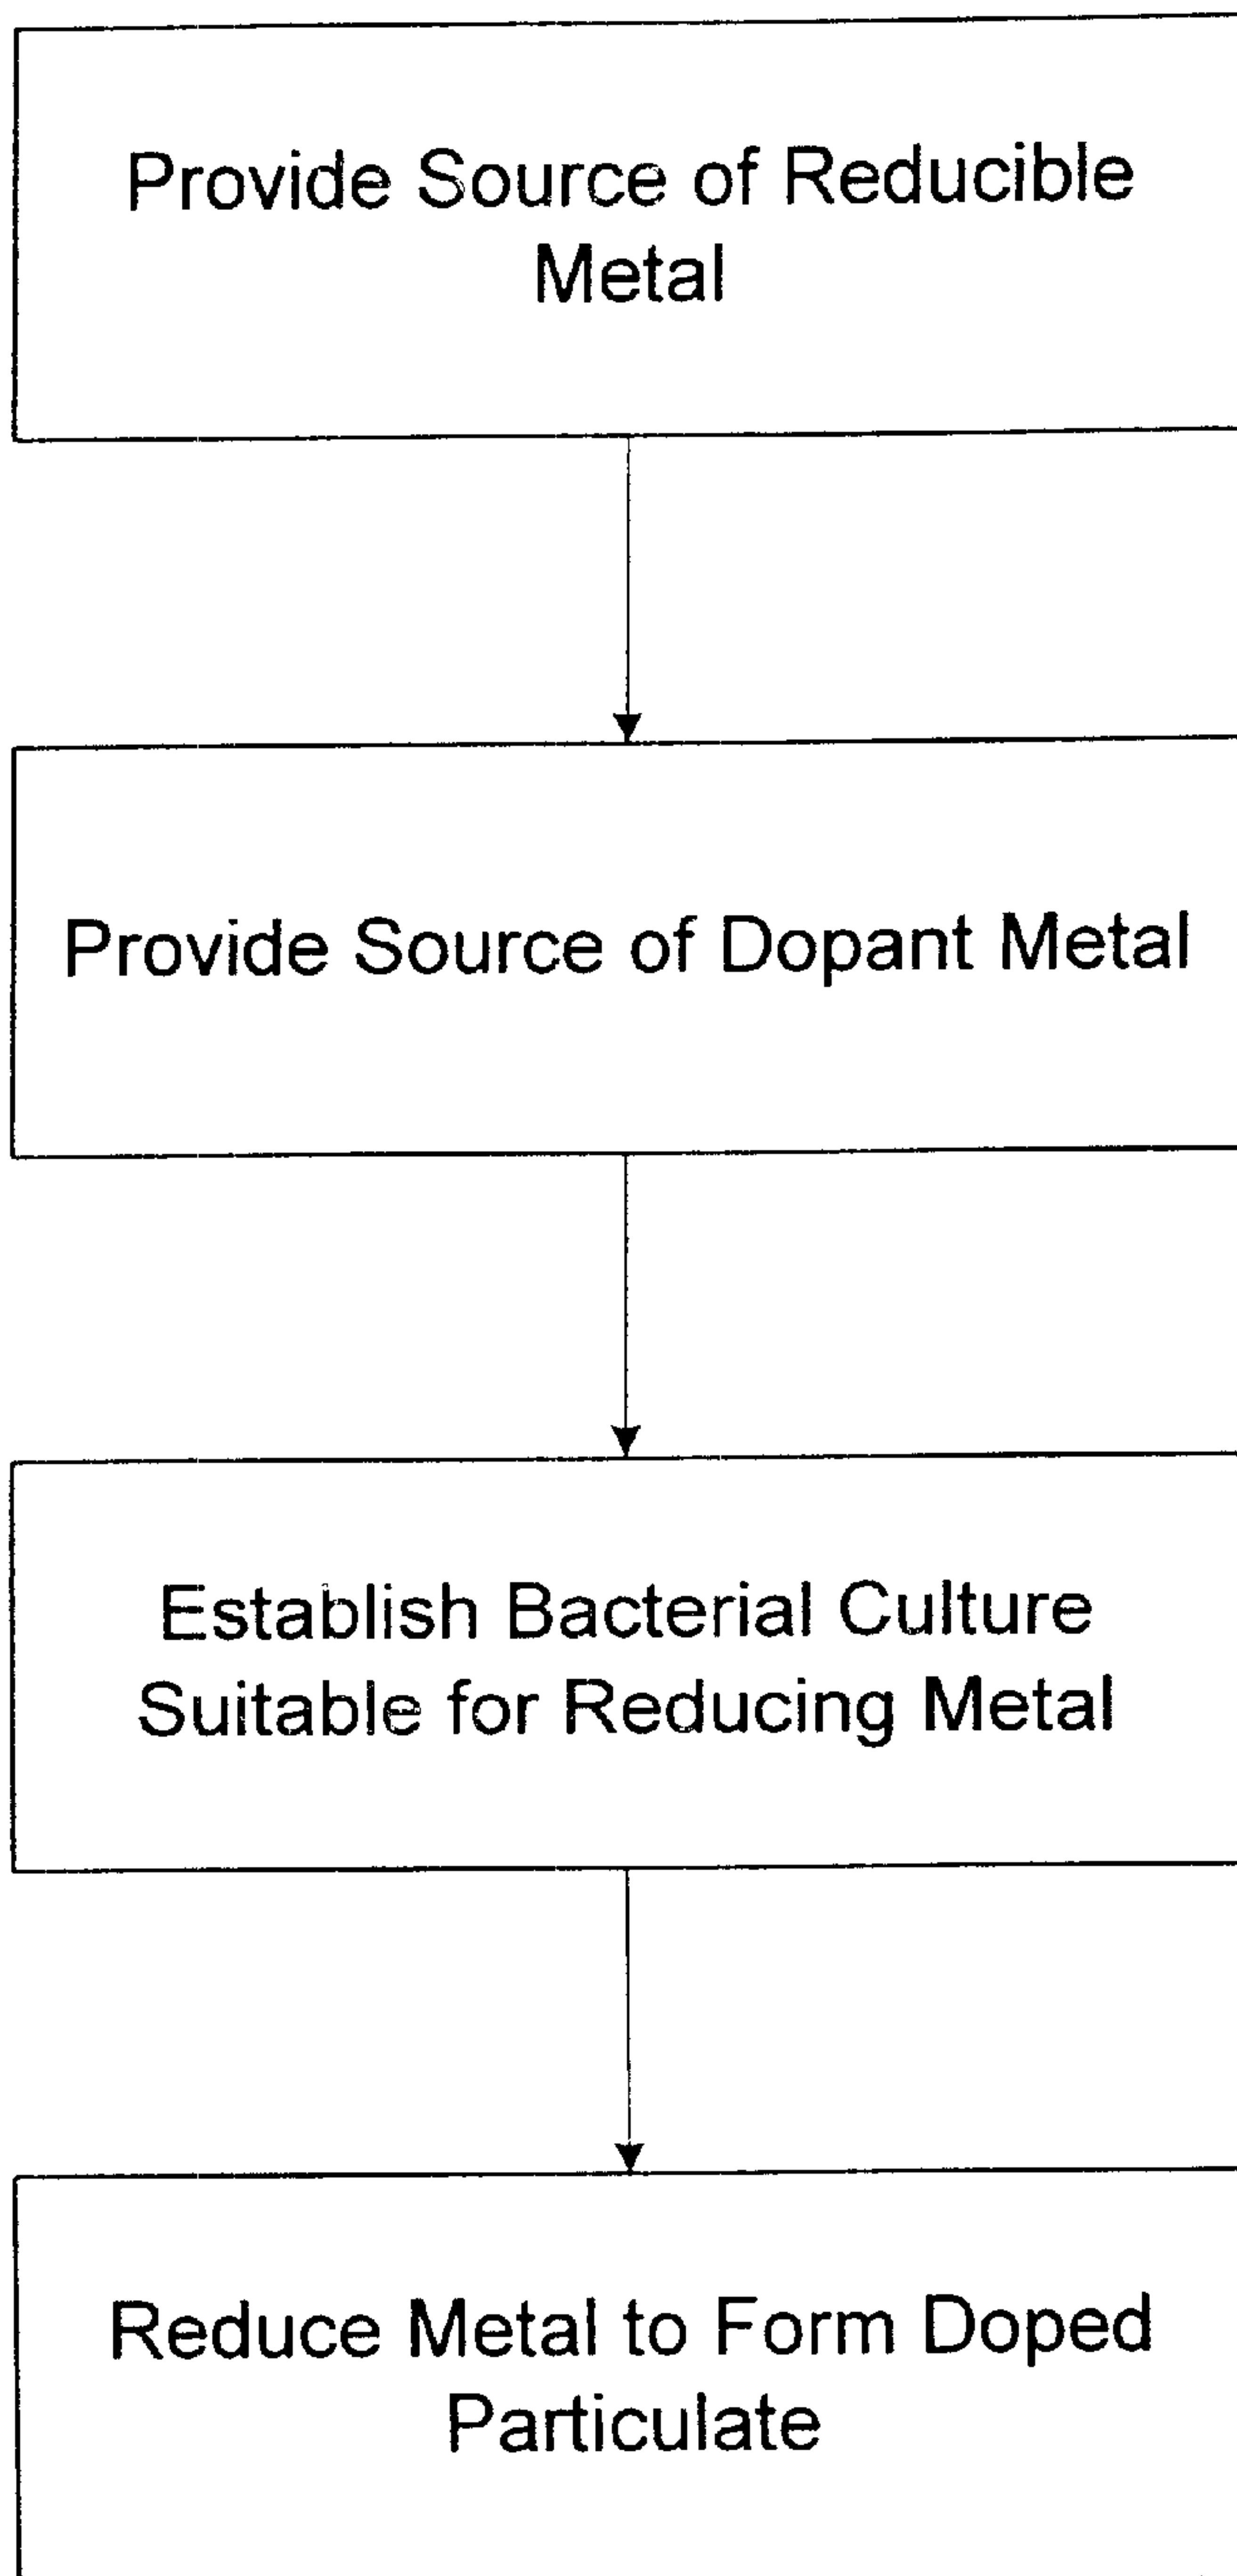 Provide Source of Reducible
Metal
Provide Source of Dopant Metal
Establish Bacterial Culture
Suitable for Reducing Metal
Reduce Metal to Form Doped
Particulate